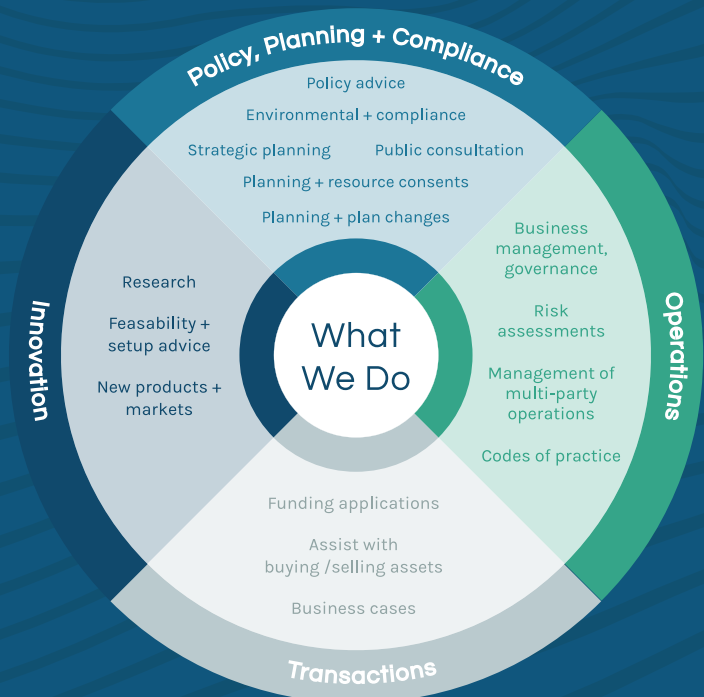 Policy, Planning + Compliance
Policy advice
Environmental + compliance
Strategic planning
Public consultation
Planning + resource consents
Planning + plan changes
Innovation
Research
Feasability +
setup advice
New products +
markets
What
We Do
Operations
Business
management,
governance
Risk
assessments
Management of
multi-party
operations
Codes of practice
Funding applications
Assist with
buying /selling assets
Business cases
Transactions